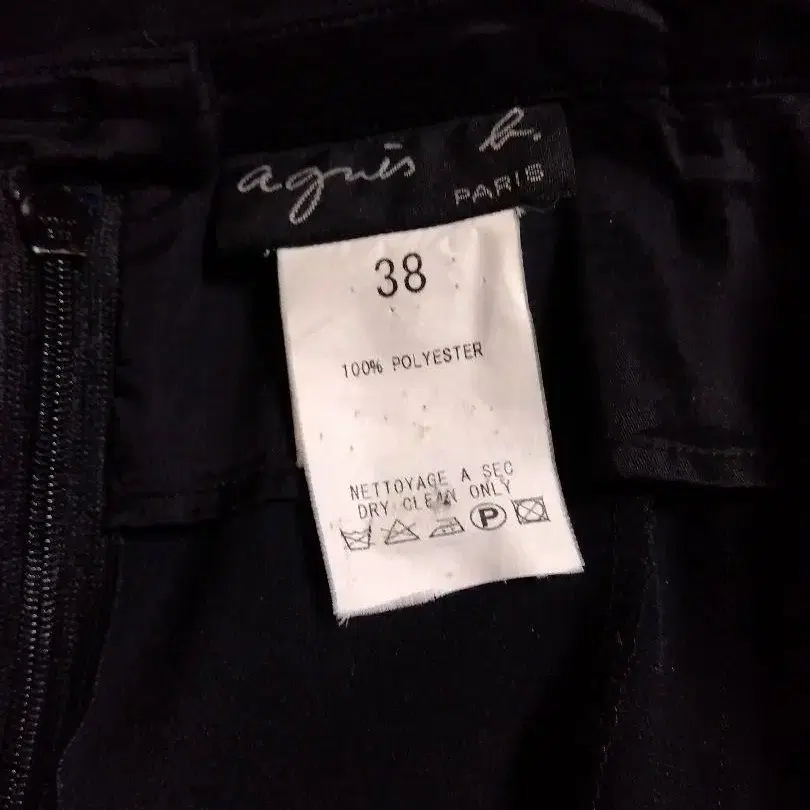 agnès b.
PARIS
38
100% POLYESTER
NETTOYAGE A SEC
DRY CLEAN ONLY
P